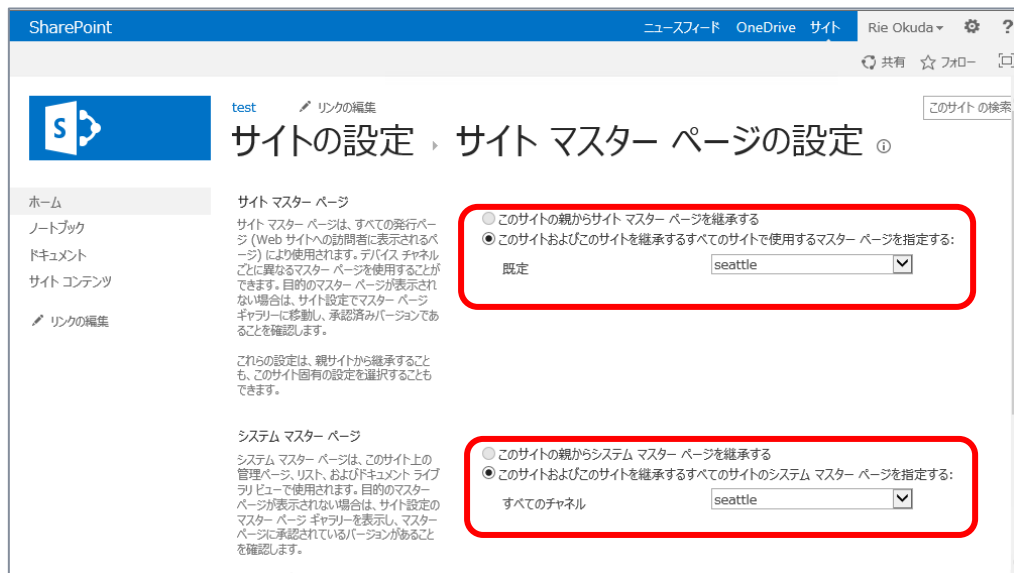 SharePoint
ニュースフィード OneDrive サイト Rie Okuda ?
共有 フォロー
S
test リンクの編集
このサイト の検索
サイトの設定 サイト マスター ページの設定
ホーム
ノートブック
ドキュメント
サイト コンテンツ
リンクの編集
サイト マスター ページ
サイト マスター ページは、すべての発行ペー
ジ (Web サイトへの訪問者に表示されるペ
ージ) により使用されます。デバイス チャネル
ごとに異なるマスター ページを使用することが
できます。目的のマスター ページが表示され
ない場合は、サイト設定でマスター ページ
ギャラリーに移動し、承認済みバージョンであ
ることを確認します。
これらの設定は、親サイトから継承すること
も、このサイト固有の設定を選択することも
できます。
このサイトの親からサイト マスター ページを継承する
このサイトおよびこのサイトを継承するすべてのサイトで使用するマスター ページを指定する:
既定 seattle
システム マスター ページ
システム マスター ページは、このサイト上の
管理ページ、リスト、およびドキュメント ライブ
ラリ ビューで使用されます。目的のマスター
ページが表示されない場合は、サイト設定の
マスター ページ ギャラリーを表示し、マスター
ページに承認されているバージョンがあること
を確認します。
このサイトの親からシステム マスター ページを継承する
このサイトおよびこのサイトを継承するすべてのサイトのシステム マスター ページを指定する:
すべてのチャネル seattle